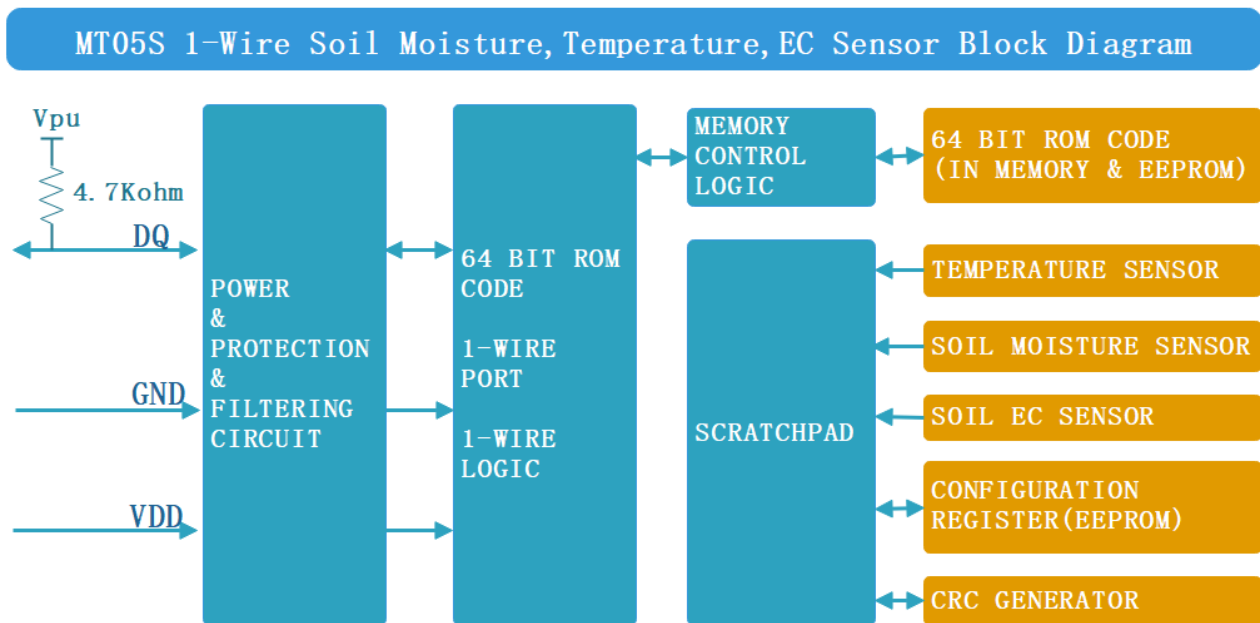 MT05S 1-Wire Soil Moisture,Temperature,EC Sensor Block Diagram
Vpu
4.7Kohm
DQ
GND
VDD
POWER
&
PROTECTION
&
FILTERING
CIRCUIT
64 BIT ROM
CODE
1-WIRE
PORT
1-WIRE
LOGIC
MEMORY
CONTROL
LOGIC
SCRATCHPAD
64 BIT ROM CODE
(IN MEMORY & EEPROM)
TEMPERATURE SENSOR
SOIL MOISTURE SENSOR
SOIL EC SENSOR
CONFIGURATION
REGISTER(EEPROM)
CRC GENERATOR